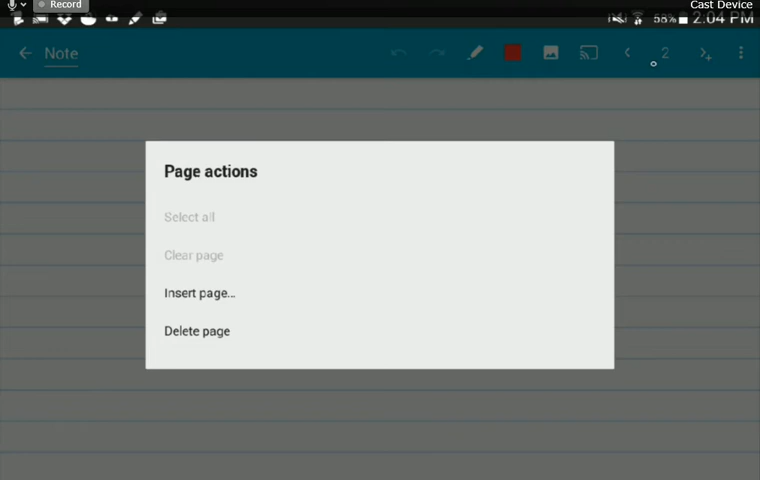 Record
Cast Device
58% 2:04 PM
Note
2
Page actions
Select all
Clear page
Insert page...
Delete page